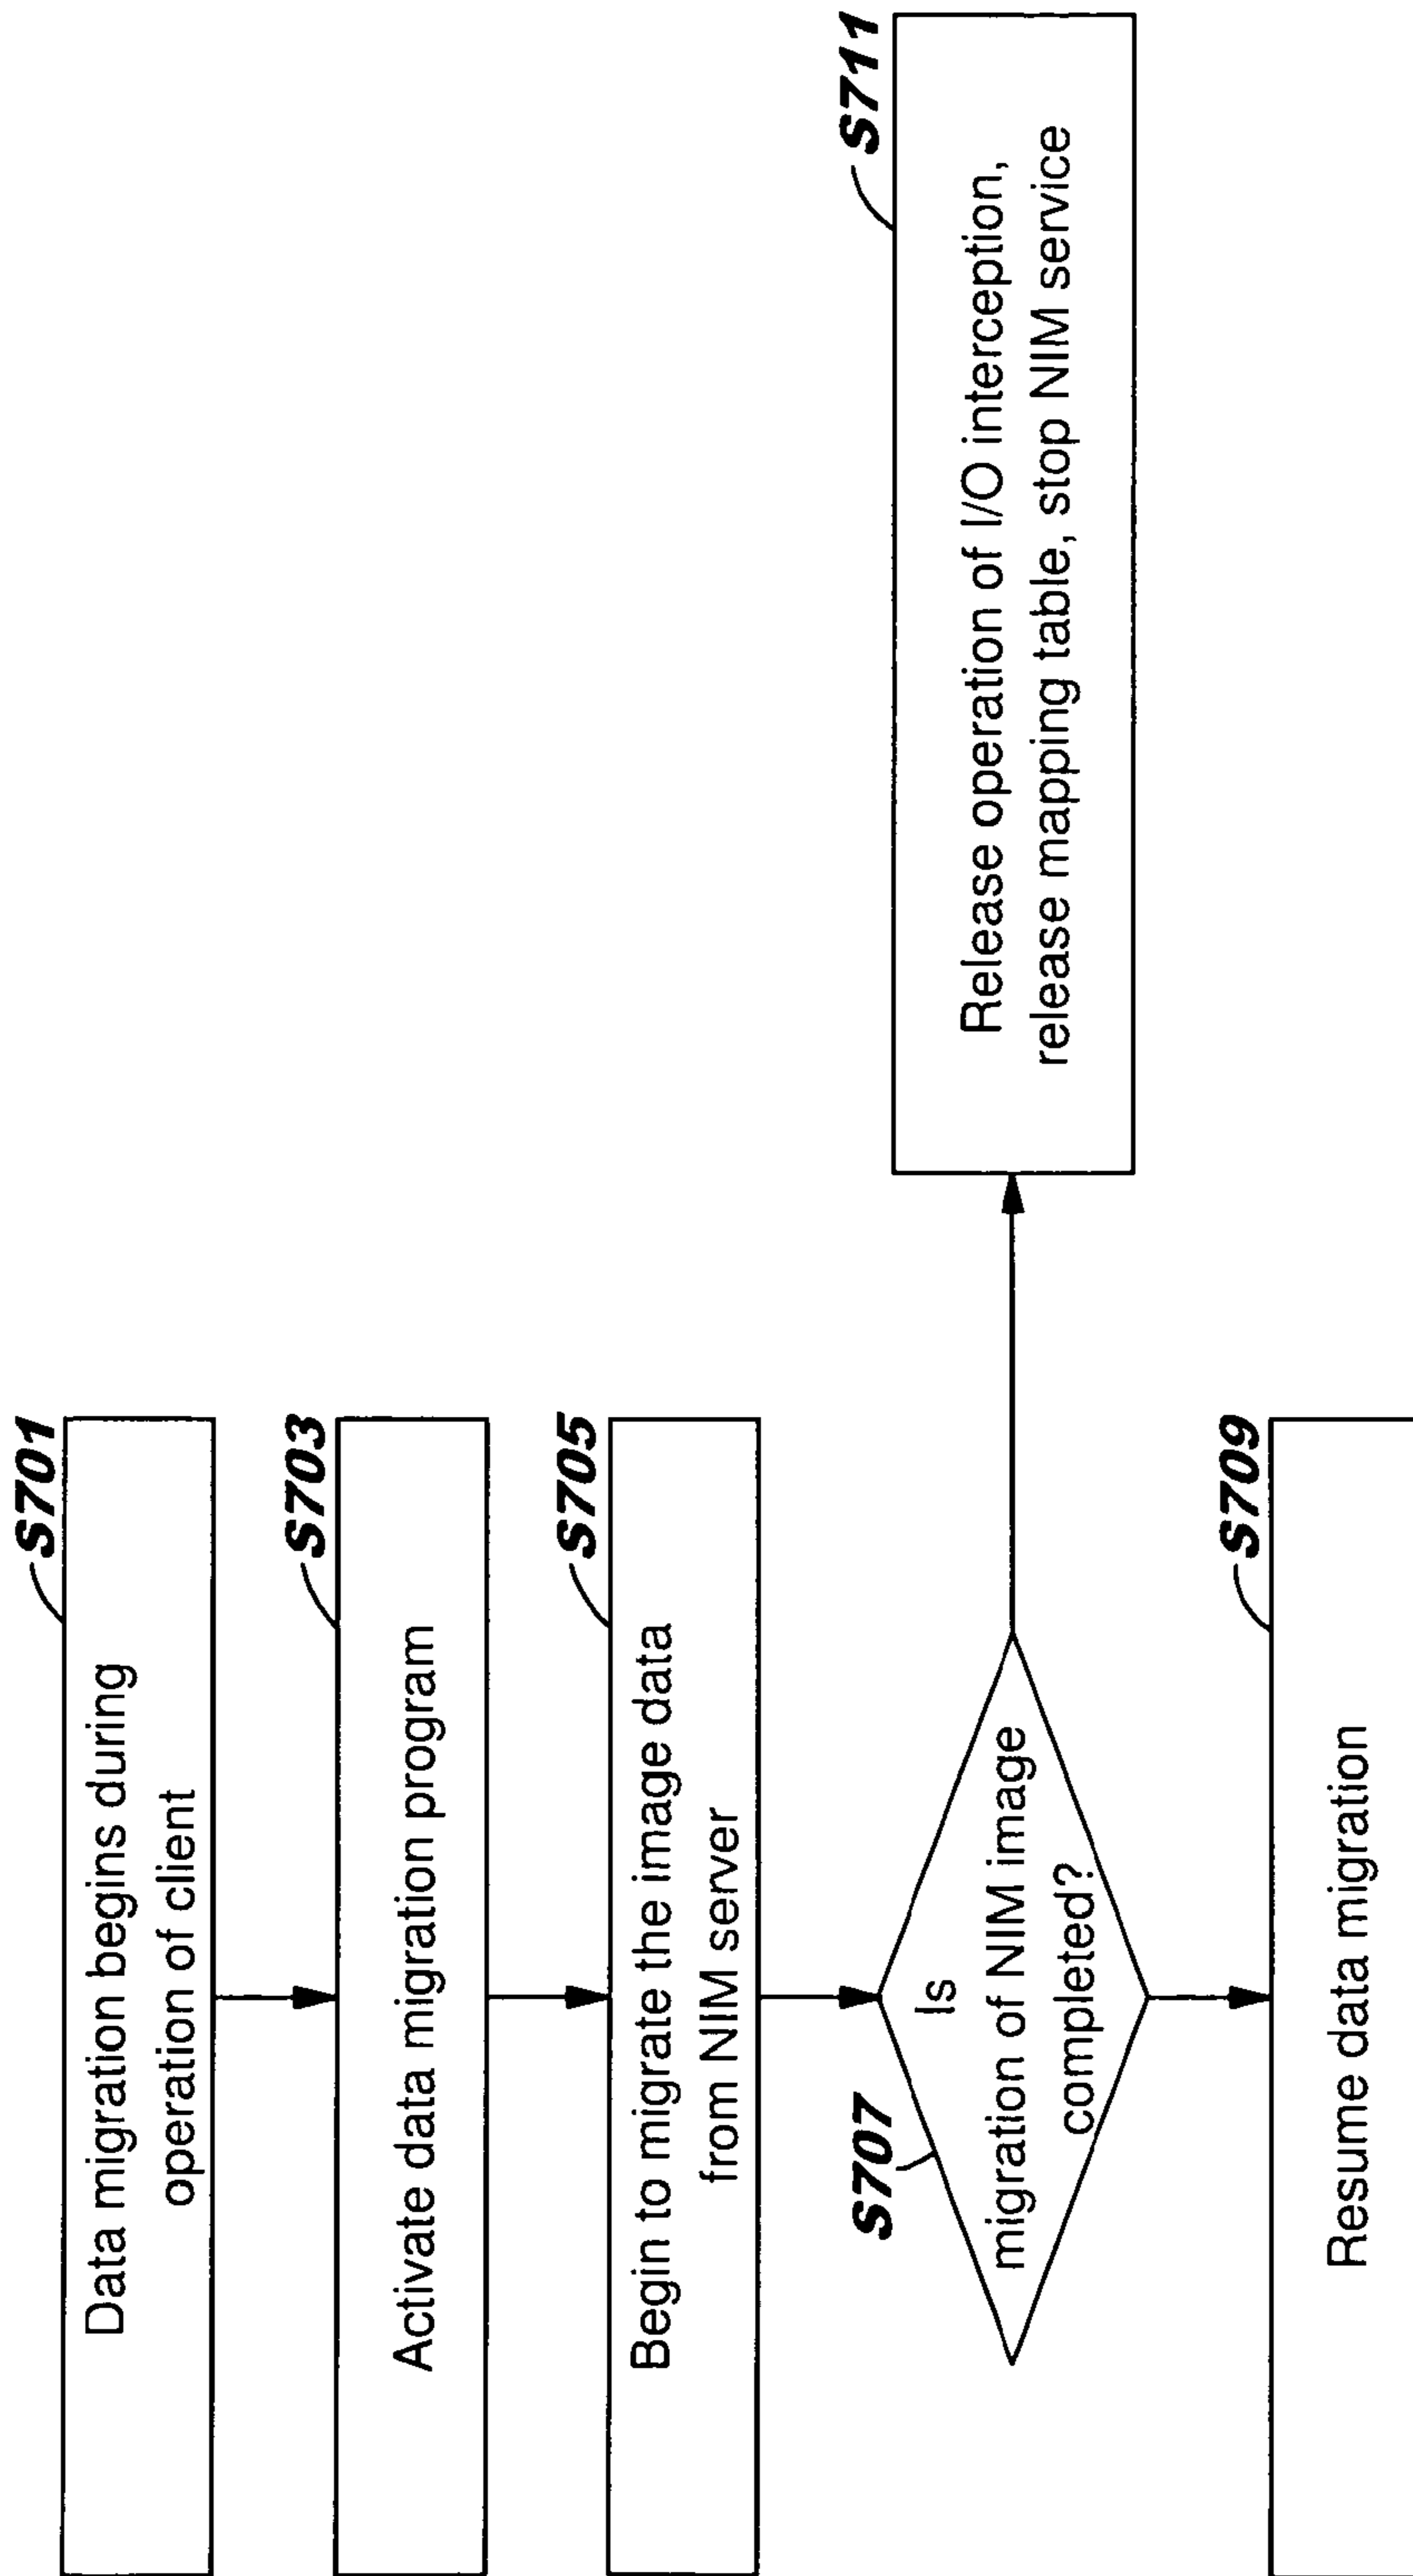 S701
Data migration begins during
operation of client
S703
Activate data migration program
S705
Begin to migrate the image data
from NIM server
S707
Is
migration of NIM image
completed?
S711
Release operation of I/O interception,
release mapping table, stop NIM service
S709
Resume data migration